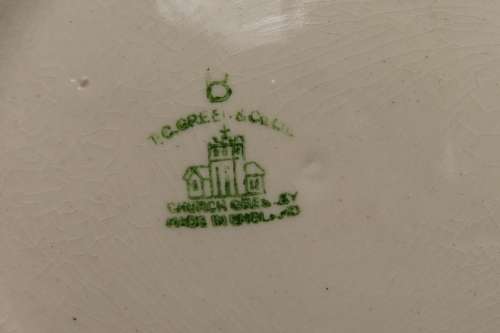 T.G.GREEN & CO LTD
CHURCH GRESLEY
MADE IN ENGLAND